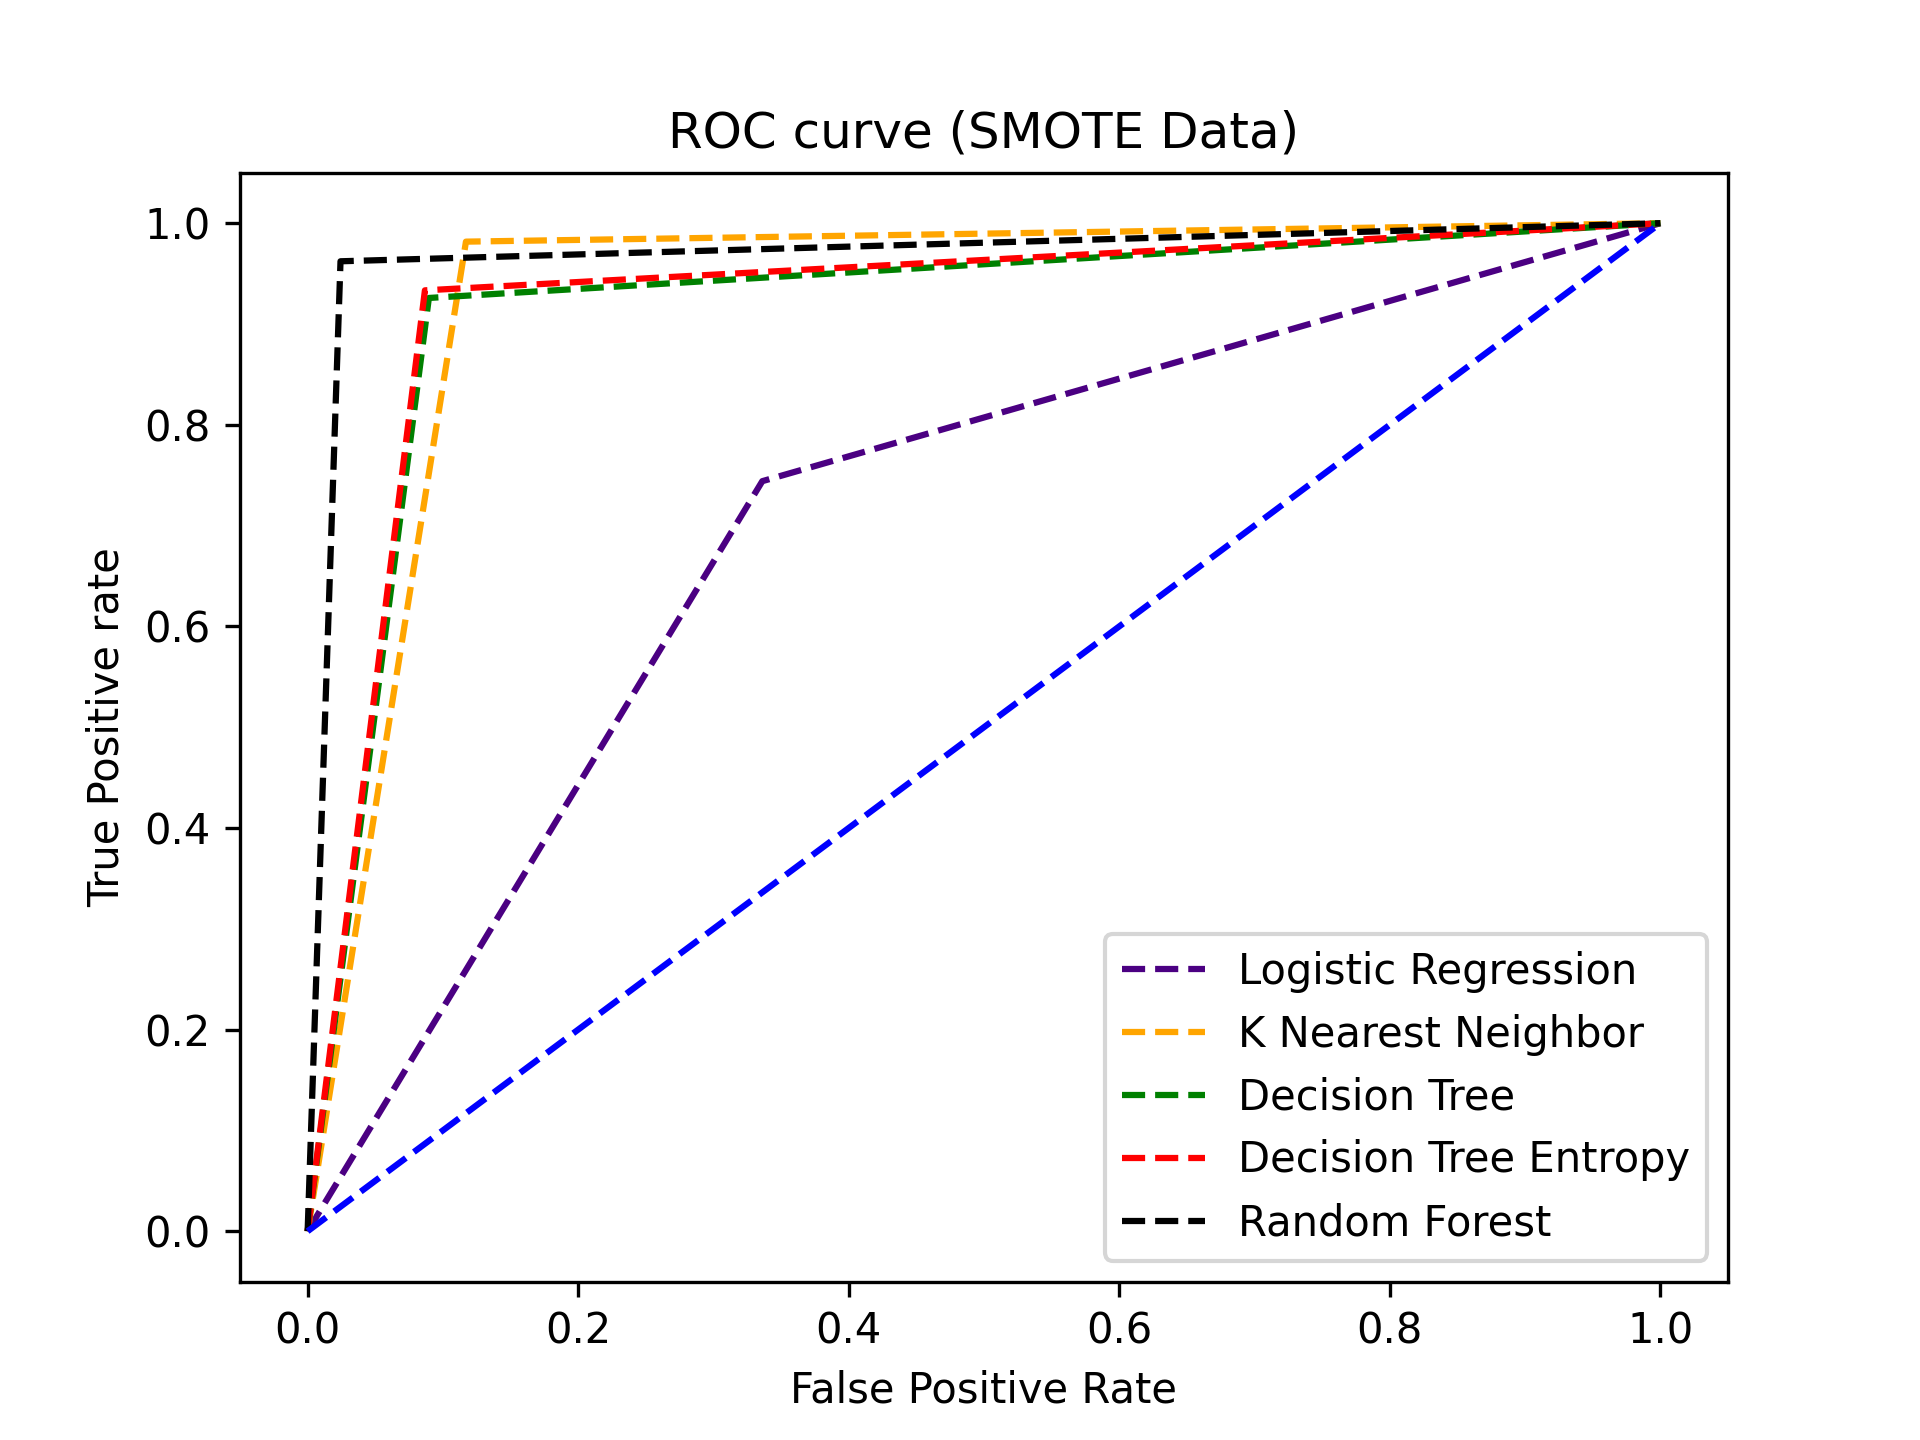 ROC curve (SMOTE Data)
True Positive rate
1.0
0.8
0.6
0.4
0.2
0.0
0.0 0.2 0.4 0.6 0.8 1.0
False Positive Rate
Logistic Regression
K Nearest Neighbor
Decision Tree
Decision Tree Entropy
Random Forest